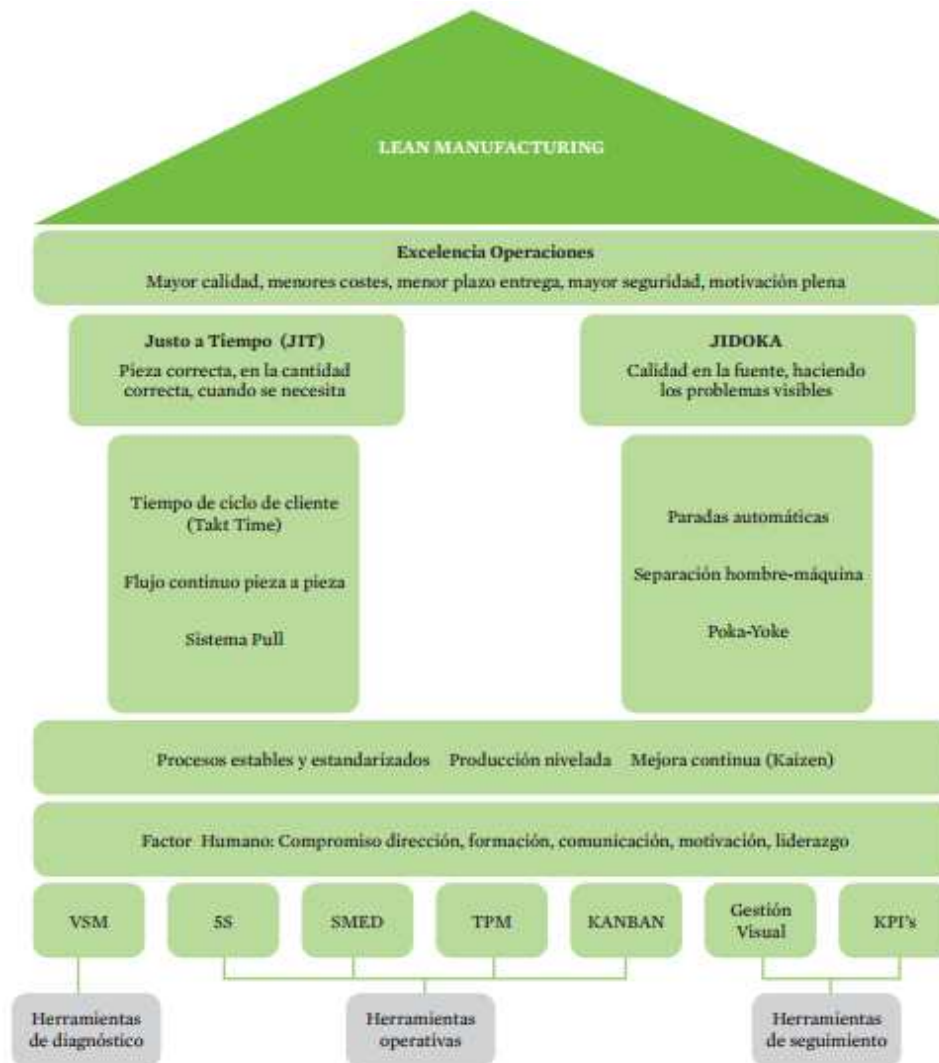 LEAN MANUFACTURING
Excelencia Operaciones
Mayor calidad, menores costes, menor plazo entrega, mayor seguridad, motivación plena
Justo a Tiempo (JIT)
Pieza correcta, en la cantidad
correcta, cuando se necesita
JIDOKA
Calidad en la fuente, haciendo
los problemas visibles
Tiempo de ciclo de cliente
(Takt Time)
Flujo continuo pieza a pieza
Sistema Pull
Paradas automáticas
Separación hombre-máquina
Poka-Yoke
Procesos estables y estandarizados Producción nivelada Mejora continua (Kaizen)
Factor Humano: Compromiso dirección, formación, comunicación, motivación, liderazgo
VSM
5S
SMED
TPM
KANBAN
Gestión
Visual
KPI's
Herramientas
de diagnóstico
Herramientas
operativas
Herramientas
de seguimiento